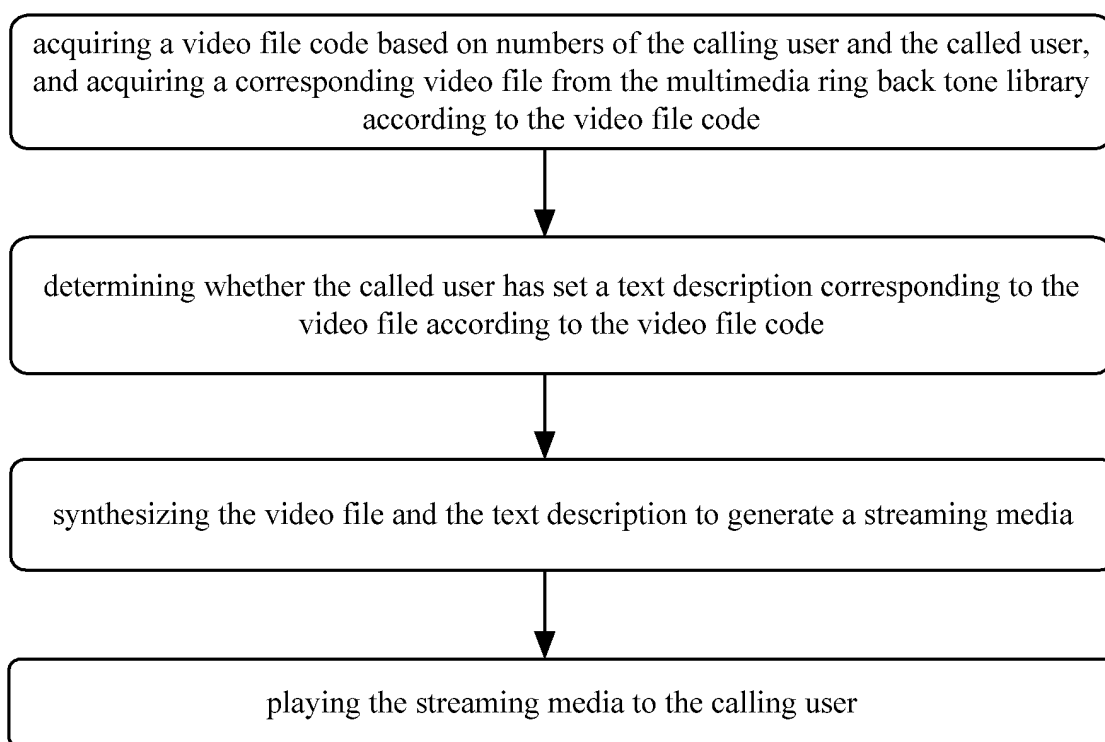 acquiring a video file code based on numbers of the calling user and the called user,
and acquiring a corresponding video file from the multimedia ring back tone library
according to the video file code
determining whether the called user has set a text description corresponding to the
video file according to the video file code
synthesizing the video file and the text description to generate a streaming media
playing the streaming media to the calling user